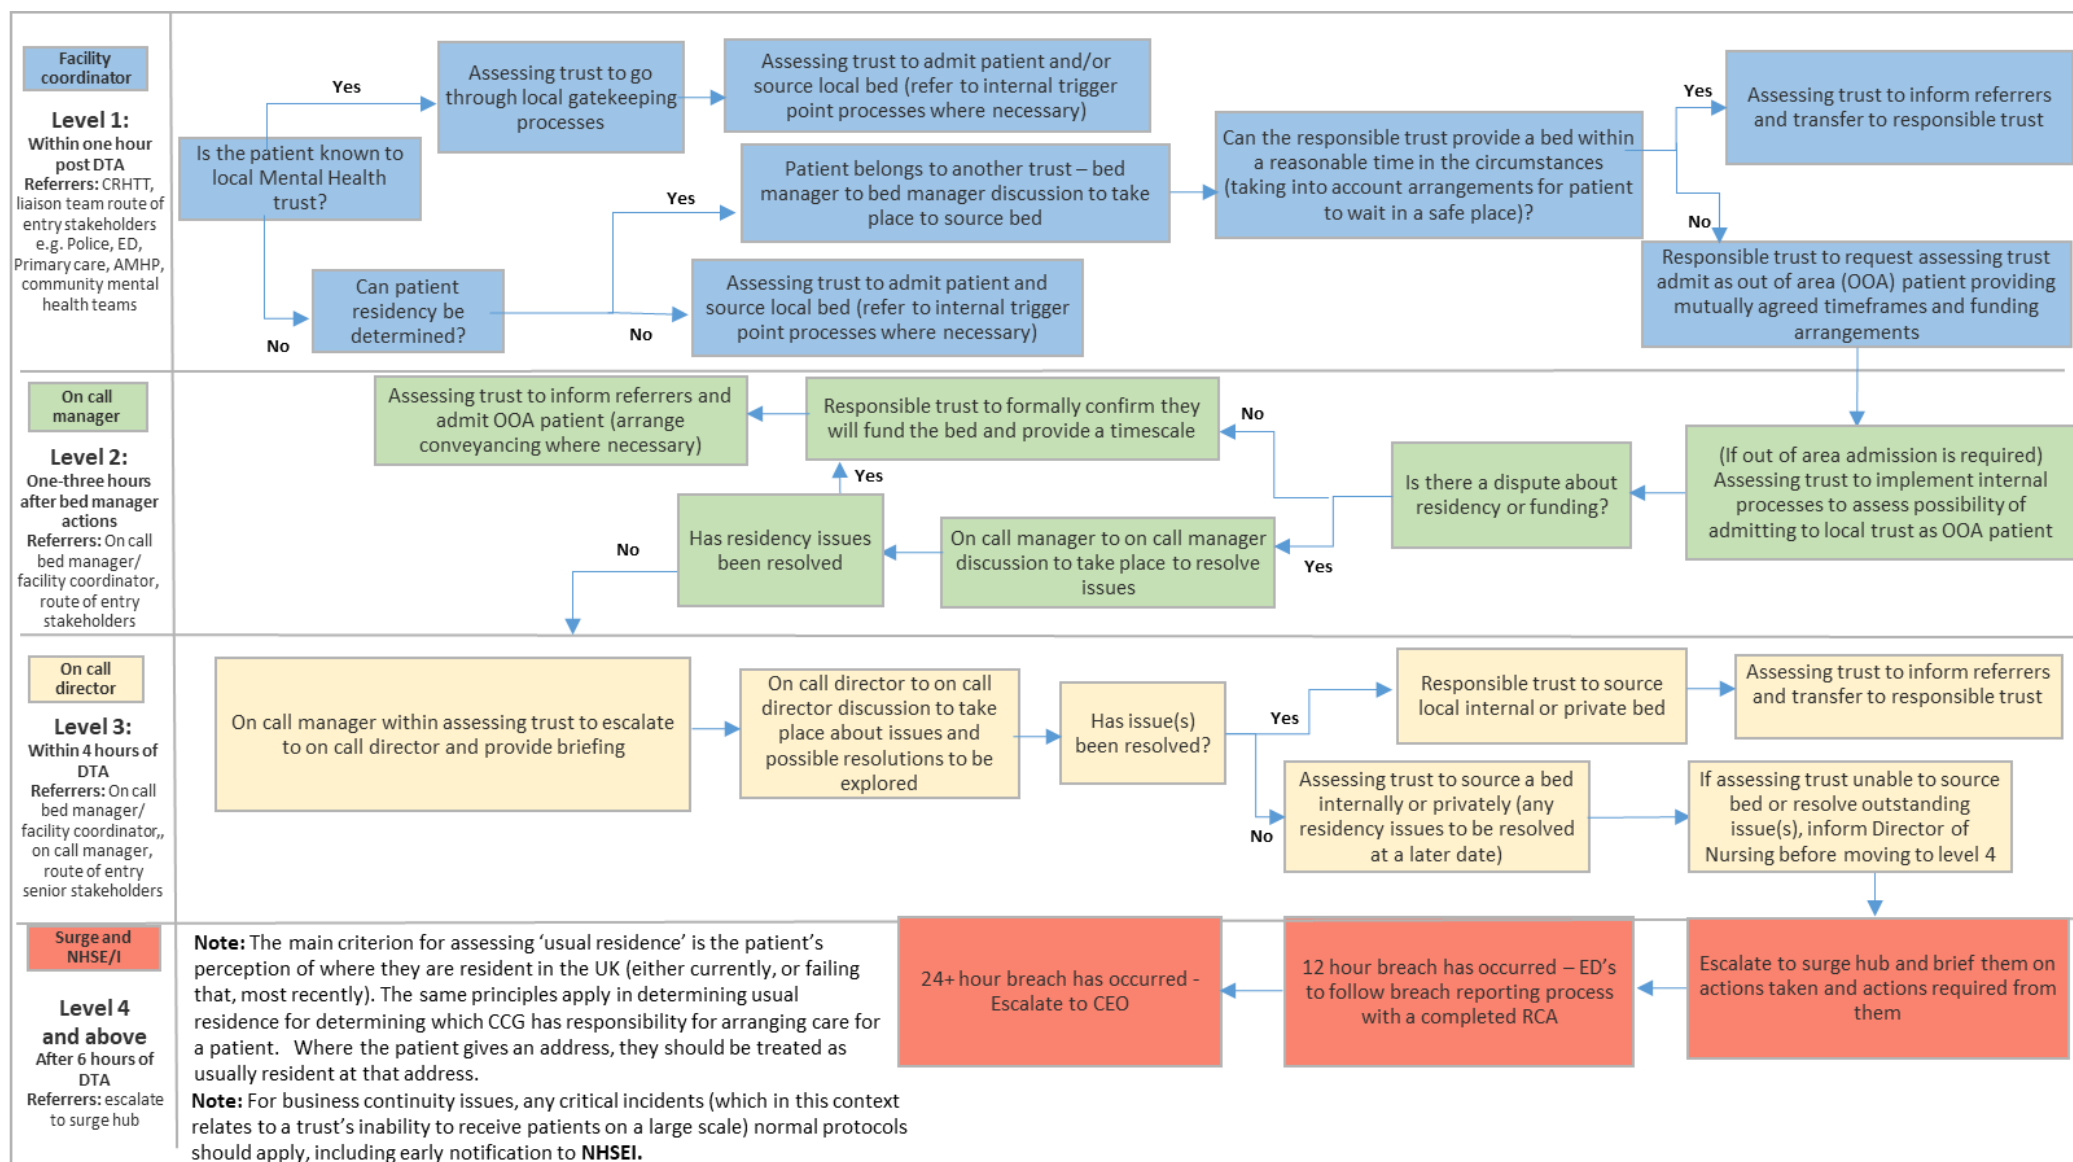 Facility
coordinator
Level 1:
Within one hour
post DTA
Referrers: CRHTT,
liaison team route of
entry stakeholders
e.g. Police, ED,
Primary care, AMHP,
community mental
health teams
Is the patient known to
local Mental Health
trust?
Yes
Assessing trust to go
through local gatekeeping
processes
Assessing trust to admit patient and/or
source local bed (refer to internal trigger
point processes where necessary)
No
Can patient
residency be
determined?
Yes
Patient belongs to another trust – bed
manager to bed manager discussion to take
place to source bed
No
Assessing trust to admit patient and
source local bed (refer to internal trigger
point processes where necessary)
Can the responsible trust provide a bed within
a reasonable time in the circumstances
(taking into account arrangements for patient
to wait in a safe place)?
Yes
Assessing trust to inform referrers
and transfer to responsible trust
No
Responsible trust to request assessing trust
admit as out of area (OOA) patient providing
mutually agreed timeframes and funding
arrangements
On call
manager
Level 2:
One-three hours
after bed manager
actions
Referrers: On call
bed manager/
facility coordinator,
route of entry
stakeholders
(If out of area admission is required)
Assessing trust to implement internal
processes to assess possibility of
admitting to local trust as OOA patient
Is there a dispute about
residency or funding?
No
Responsible trust to formally confirm they
will fund the bed and provide a timescale
Assessing trust to inform referrers and
admit OOA patient (arrange
conveyancing where necessary)
Yes
On call manager to on call manager
discussion to take place to resolve
issues
Has residency issues
been resolved
Yes
No
On call
director
Level 3:
Within 4 hours of
DTA
Referrers: On call
bed manager/
facility coordinator,,
on call manager,
route of entry
senior stakeholders
On call manager within assessing trust to escalate
to on call director and provide briefing
On call director to on call
director discussion to take
place about issues and
possible resolutions to be
explored
Has issue(s)
been resolved?
Yes
Responsible trust to source
local internal or private bed
Assessing trust to inform referrers
and transfer to responsible trust
No
Assessing trust to source a bed
internally or privately (any
residency issues to be resolved
at a later date)
If assessing trust unable to source
bed or resolve outstanding
issue(s), inform Director of
Nursing before moving to level 4
Surge and
NHSE/I
Level 4
and above
After 6 hours of
DTA
Referrers: escalate
to surge hub
Escalate to surge hub and brief them on
actions taken and actions required from
them
12 hour breach has occurred – ED's
to follow breach reporting process
with a completed RCA
24+ hour breach has occurred -
Escalate to CEO
Note: The main criterion for assessing ‘usual residence’ is the patient’s
perception of where they are resident in the UK (either currently, or failing
that, most recently). The same principles apply in determining usual
residence for determining which CCG has responsibility for arranging care for
a patient. Where the patient gives an address, they should be treated as
usually resident at that address.
Note: For business continuity issues, any critical incidents (which in this context
relates to a trust’s inability to receive patients on a large scale) normal protocols
should apply, including early notification to NHSEI.